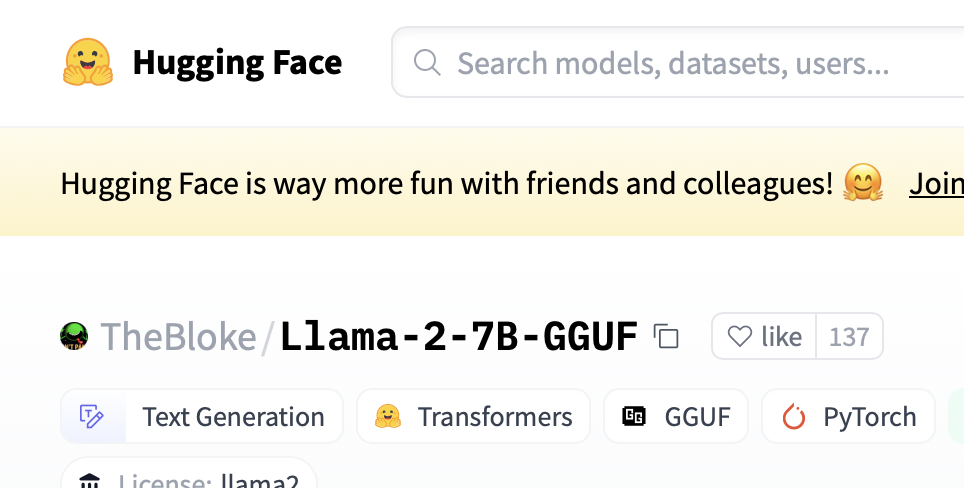 Hugging Face
Search models, datasets, users...
Hugging Face is way more fun with friends and colleagues! 🤗 Join
TheBloke/Llama-2-7B-GGUF like 137
Text Generation Transformers GGUF PyTorch
License: llama2